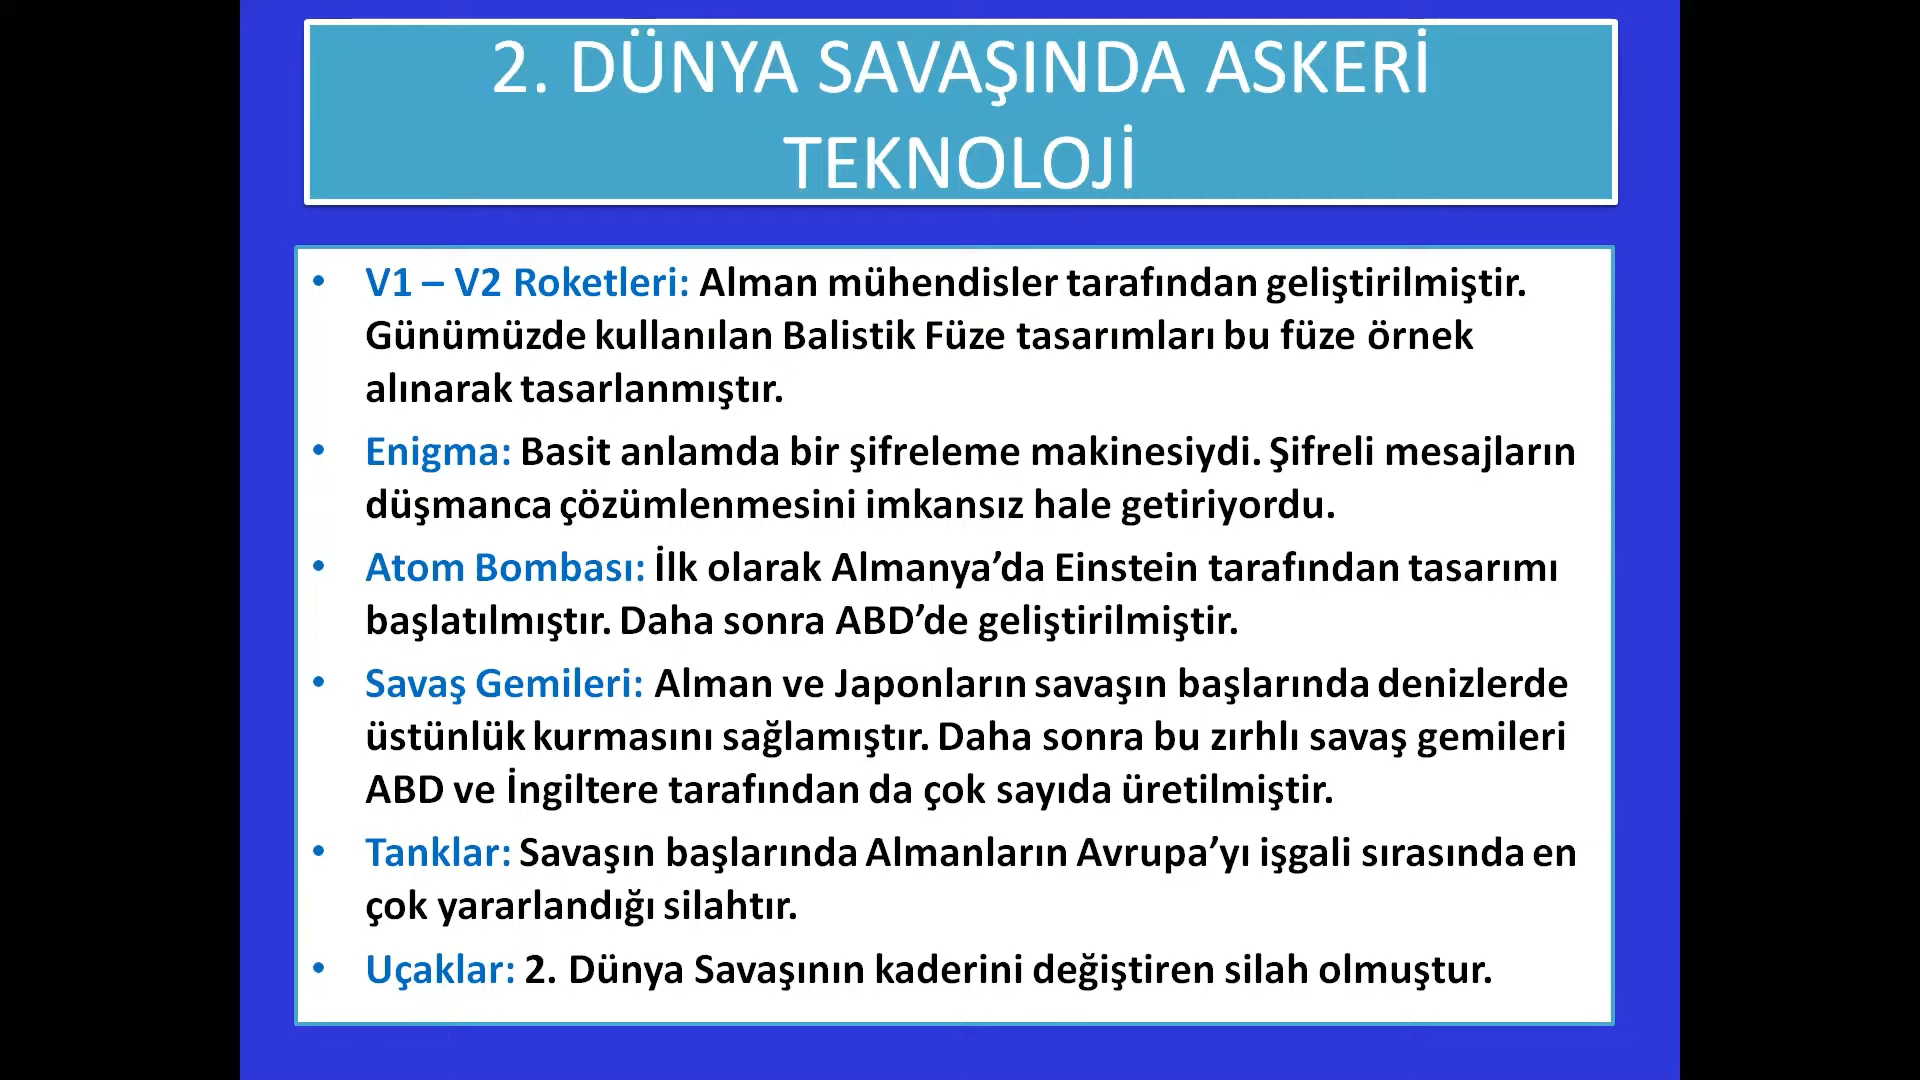 2. DÜNYA SAVAŞINDA ASKERİ
TEKNOLOJİ
• V1 – V2 Roketleri: Alman mühendisler tarafından geliştirilmiştir.
Günümüzde kullanılan Balistik Füze tasarımları bu füze örnek
alınarak tasarlanmıştır.
• Enigma: Basit anlamda bir şifreleme makinesiydi. Şifreli mesajların
düşmanca çözümlenmesini imkansız hale getiriyordu.
• Atom Bombası: İlk olarak Almanya’da Einstein tarafından tasarımı
başlatılmıştır. Daha sonra ABD’de geliştirilmiştir.
• Savaş Gemileri: Alman ve Japonların savaşın başlarında denizlerde
üstünlük kurmasını sağlamıştır. Daha sonra bu zırhlı savaş gemileri
ABD ve İngiltere tarafından da çok sayıda üretilmiştir.
• Tanklar: Savaşın başlarında Almanların Avrupa’yı işgali sırasında en
çok yararlandığı silahtır.
• Uçaklar: 2. Dünya Savaşının kaderini değiştiren silah olmuştur.